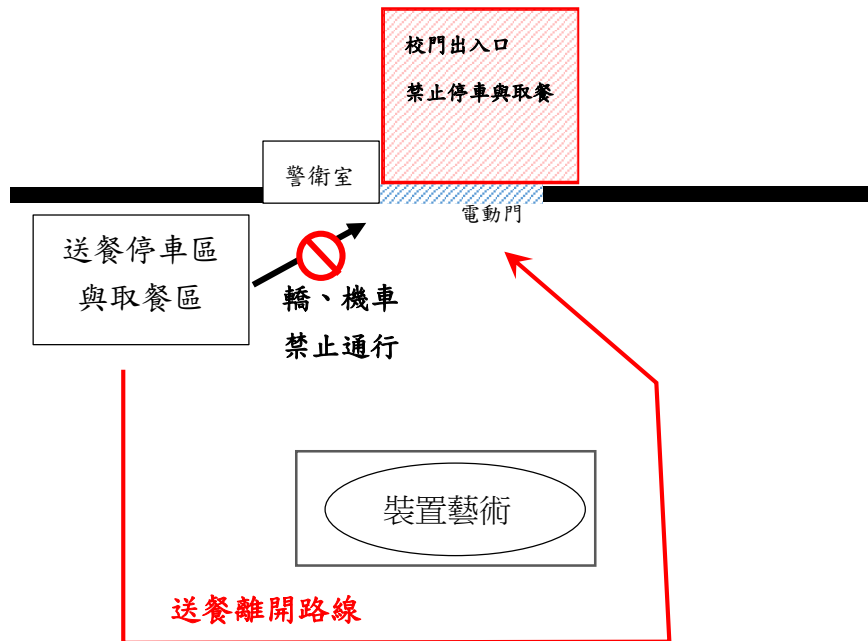 校門出入口
禁止停車與取餐
警衛室
電動門
送餐停車區
與取餐區
轎、機車
禁止通行
裝置藝術
送餐離開路線